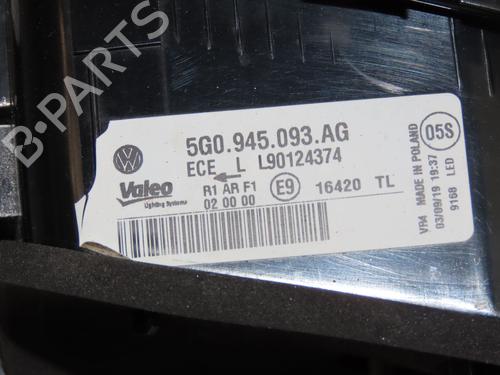 5G0.945.093.AG
ECE L L90124374
Valeo
Lighting Systems
R1 AR F1
02 00 00
E9
16420 TL
05S
VR4 MADE IN POLAND
03/09/19 19:37
9168 LED
B-PARTS